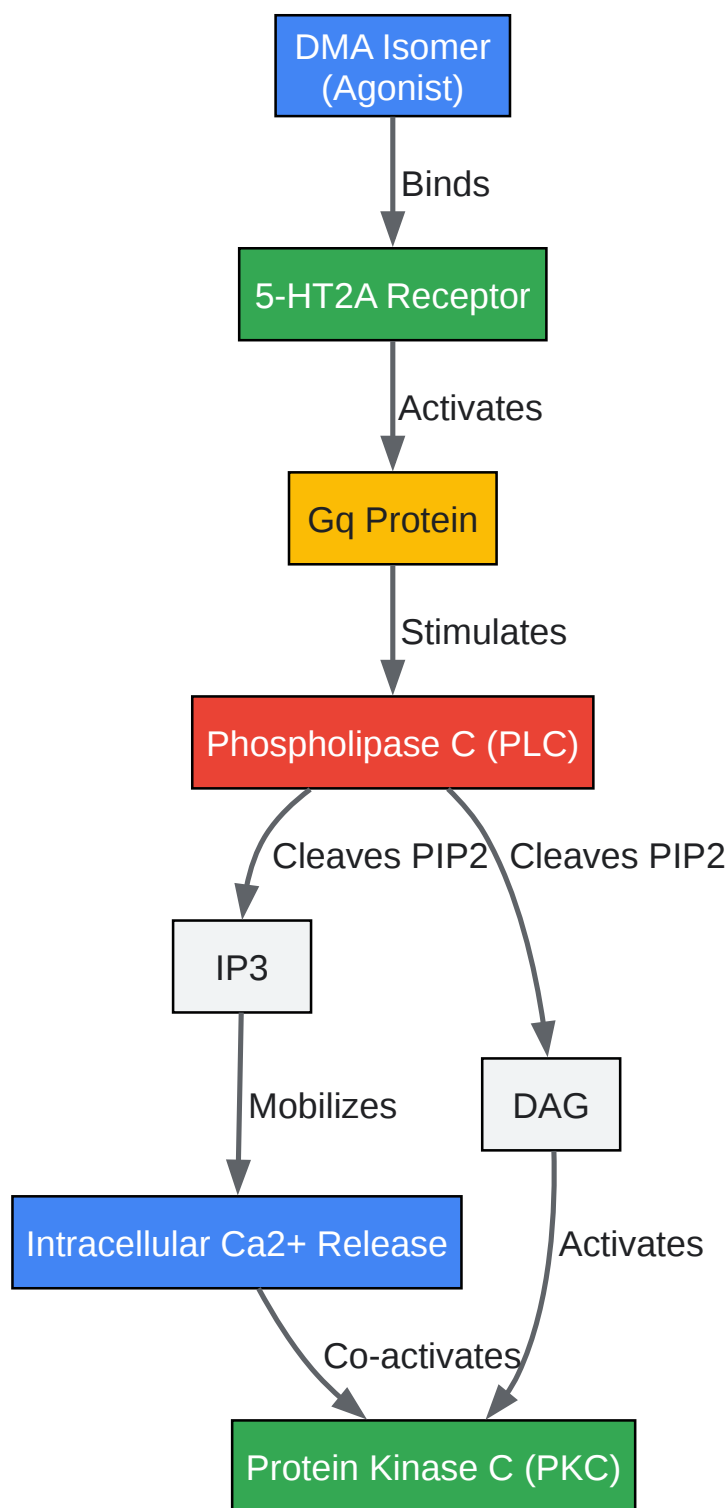 DMA Isomer
(Agonist)
Binds
5-HT2A Receptor
Activates
Gq Protein
Stimulates
Phospholipase C (PLC)
Cleaves PIP2
Cleaves PIP2
IP3
DAG
Mobilizes
Intracellular Ca2+ Release
Activates
Co-activates
Protein Kinase C (PKC)